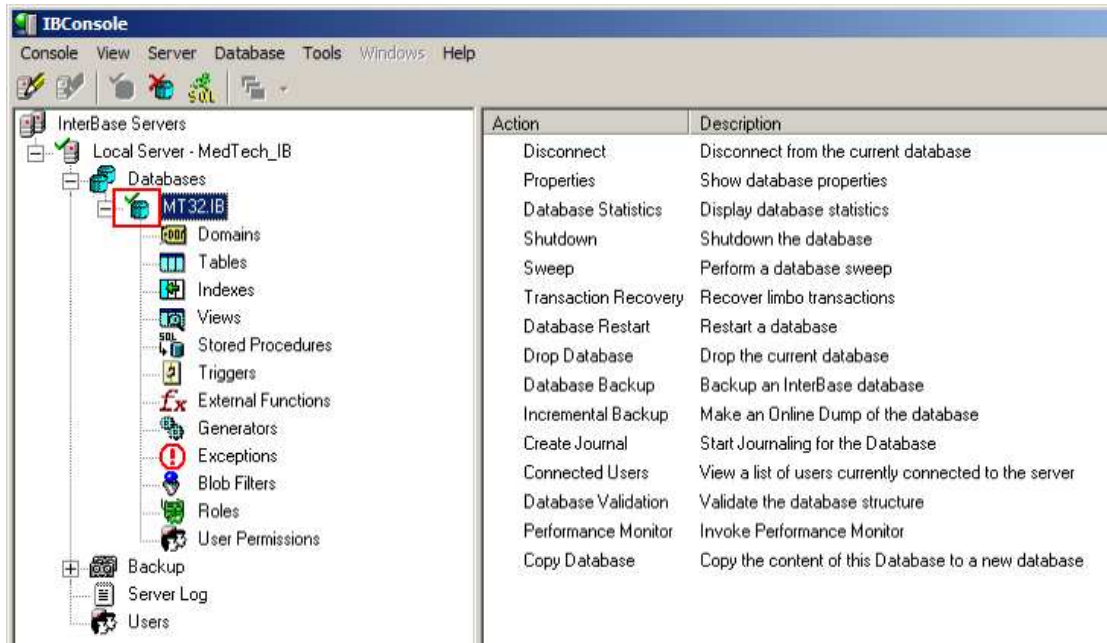 IBConsole
Console View Server Database Tools Windows Help
SQL
InterBase Servers
Local Server - MedTech_IB
Databases
MT32.IB
Domains
Tables
Indexes
Views
SQL
Stored Procedures
Triggers
fx External Functions
Generators
Exceptions
Blob Filters
Roles
User Permissions
Backup
Server Log
Users
Action Description
Disconnect Disconnect from the current database
Properties Show database properties
Database Statistics Display database statistics
Shutdown Shutdown the database
Sweep Perform a database sweep
Transaction Recovery Recover limbo transactions
Database Restart Restart a database
Drop Database Drop the current database
Database Backup Backup an InterBase database
Incremental Backup Make an Online Dump of the database
Create Journal Start Journaling for the Database
Connected Users View a list of users currently connected to the server
Database Validation Validate the database structure
Performance Monitor Invoke Performance Monitor
Copy Database Copy the content of this Database to a new database